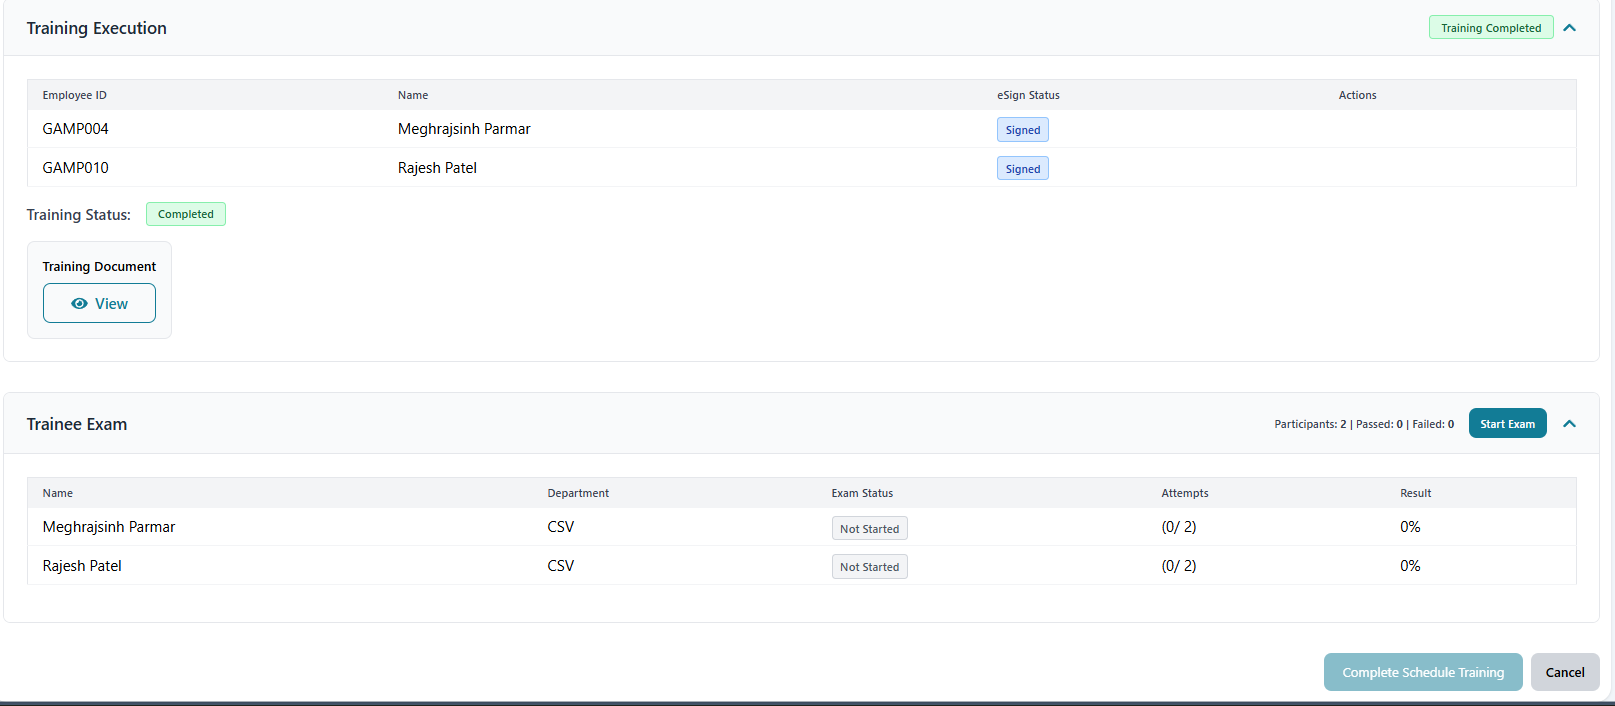 Training Execution
Training Completed
Employee ID Name eSign Status Actions
GAMP004 Meghrajsinh Parmar Signed
GAMP010 Rajesh Patel Signed
Training Status: Completed
Training Document
View
Trainee Exam
Participants: 2 | Passed: 0 | Failed: 0 Start Exam
Name Department Exam Status Attempts Result
Meghrajsinh Parmar CSV Not Started (0/ 2) 0%
Rajesh Patel CSV Not Started (0/ 2) 0%
Complete Schedule Training Cancel